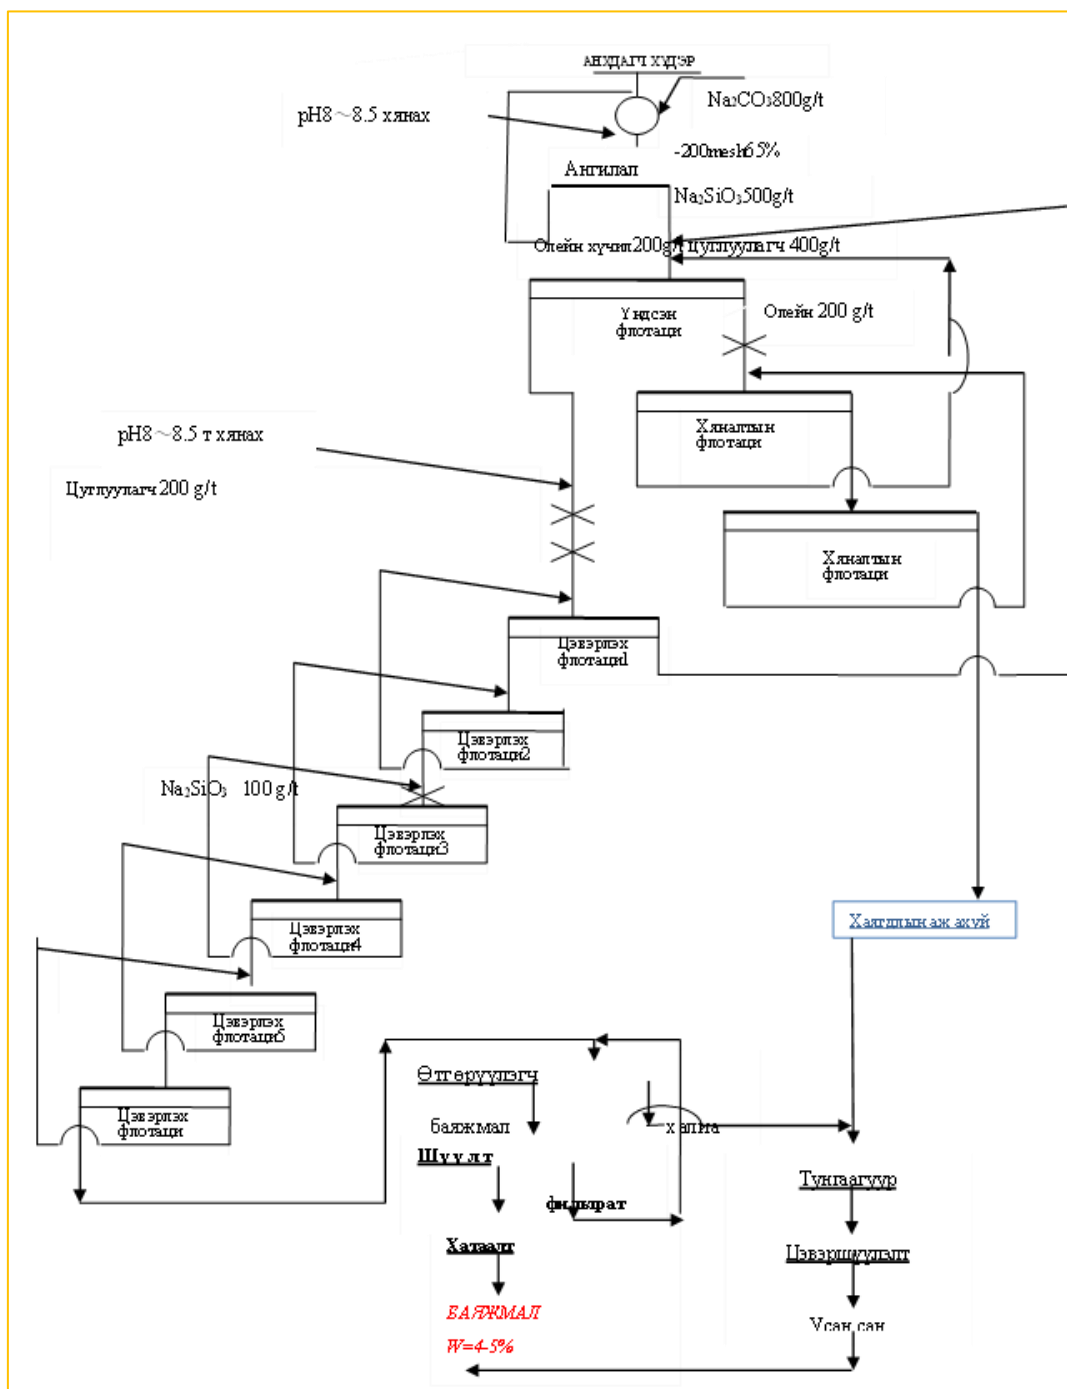 АНХДАГЧ ХҮДЭР
Na₂CO₃800g/t
pH8～8.5 хянах
-200mesh65%
Ангилал
Na₂SiO₃500g/t
Олейн хүчил200g/t цуглуулагч 400g/t
Үндсэн
флотаци
Олейн 200 g/t
Хяналтын
флотаци
pH8～8.5 т хянах
Цуглуулагч 200 g/t
Хяналтын
флотаци
Цэвэрлэх
флотаци1
Цэвэрлэх
флотаци2
Na₂SiO₃ 100 g/t
Цэвэрлэх
флотаци3
Цэвэрлэх
флотаци4
Хаягдлын аж ахуй
Цэвэрлэх
флотаци5
Өтгөрүүлэгч
Цэвэрлэх
флотаци
баяжмал
халиа
Шүүлт
Тунгаагуур
фильтрат
Хатаалт
Цэвэршүүлэлт
БАЯЖМАЛ
Усан сан
W=4-5%